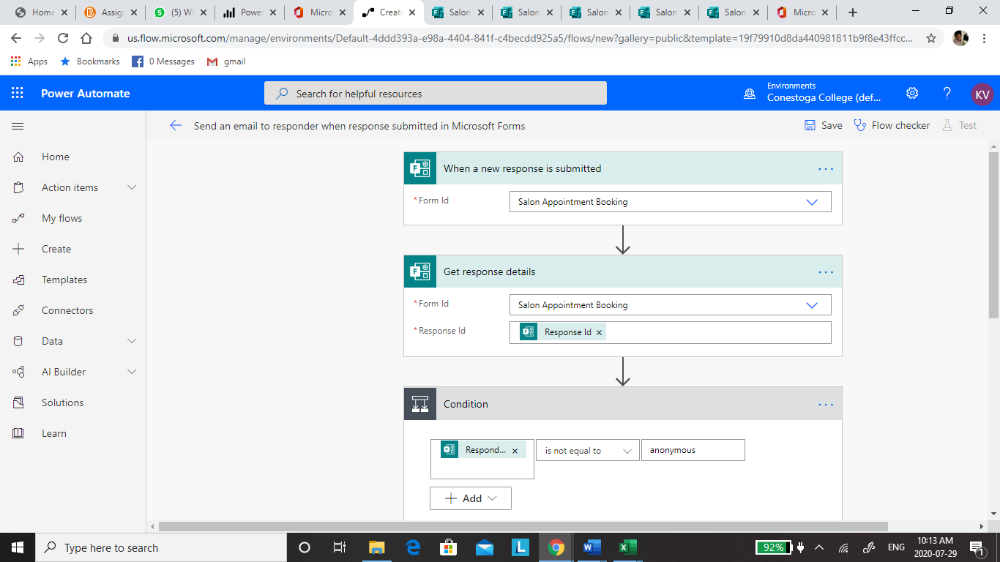 Home
Assign
(5) W
Power
Micro
Create
Salon
Salon
Salon
Salon
Salon
Micro
us.flow.microsoft.com/manage/environments/Default-4ddd393a-e98a-4404-841f-c4becdd925a5/flows/new?gallery=public&template=19f79910d8da440981811b9f8e43ffcc...
Apps
Bookmarks
0 Messages
gmail
Power Automate
Search for helpful resources
Environments
Conestoga College (def...
KV
Send an email to responder when response submitted in Microsoft Forms
Save
Flow checker
Test
Home
Action items
My flows
Create
Templates
Connectors
Data
AI Builder
Solutions
Learn
When a new response is submitted
* Form Id
Salon Appointment Booking
Get response details
* Form Id
Salon Appointment Booking
* Response Id
Response Id
Condition
Respond...
is not equal to
anonymous
Add
Type here to search
92%
ENG
10:13 AM
2020-07-29
1